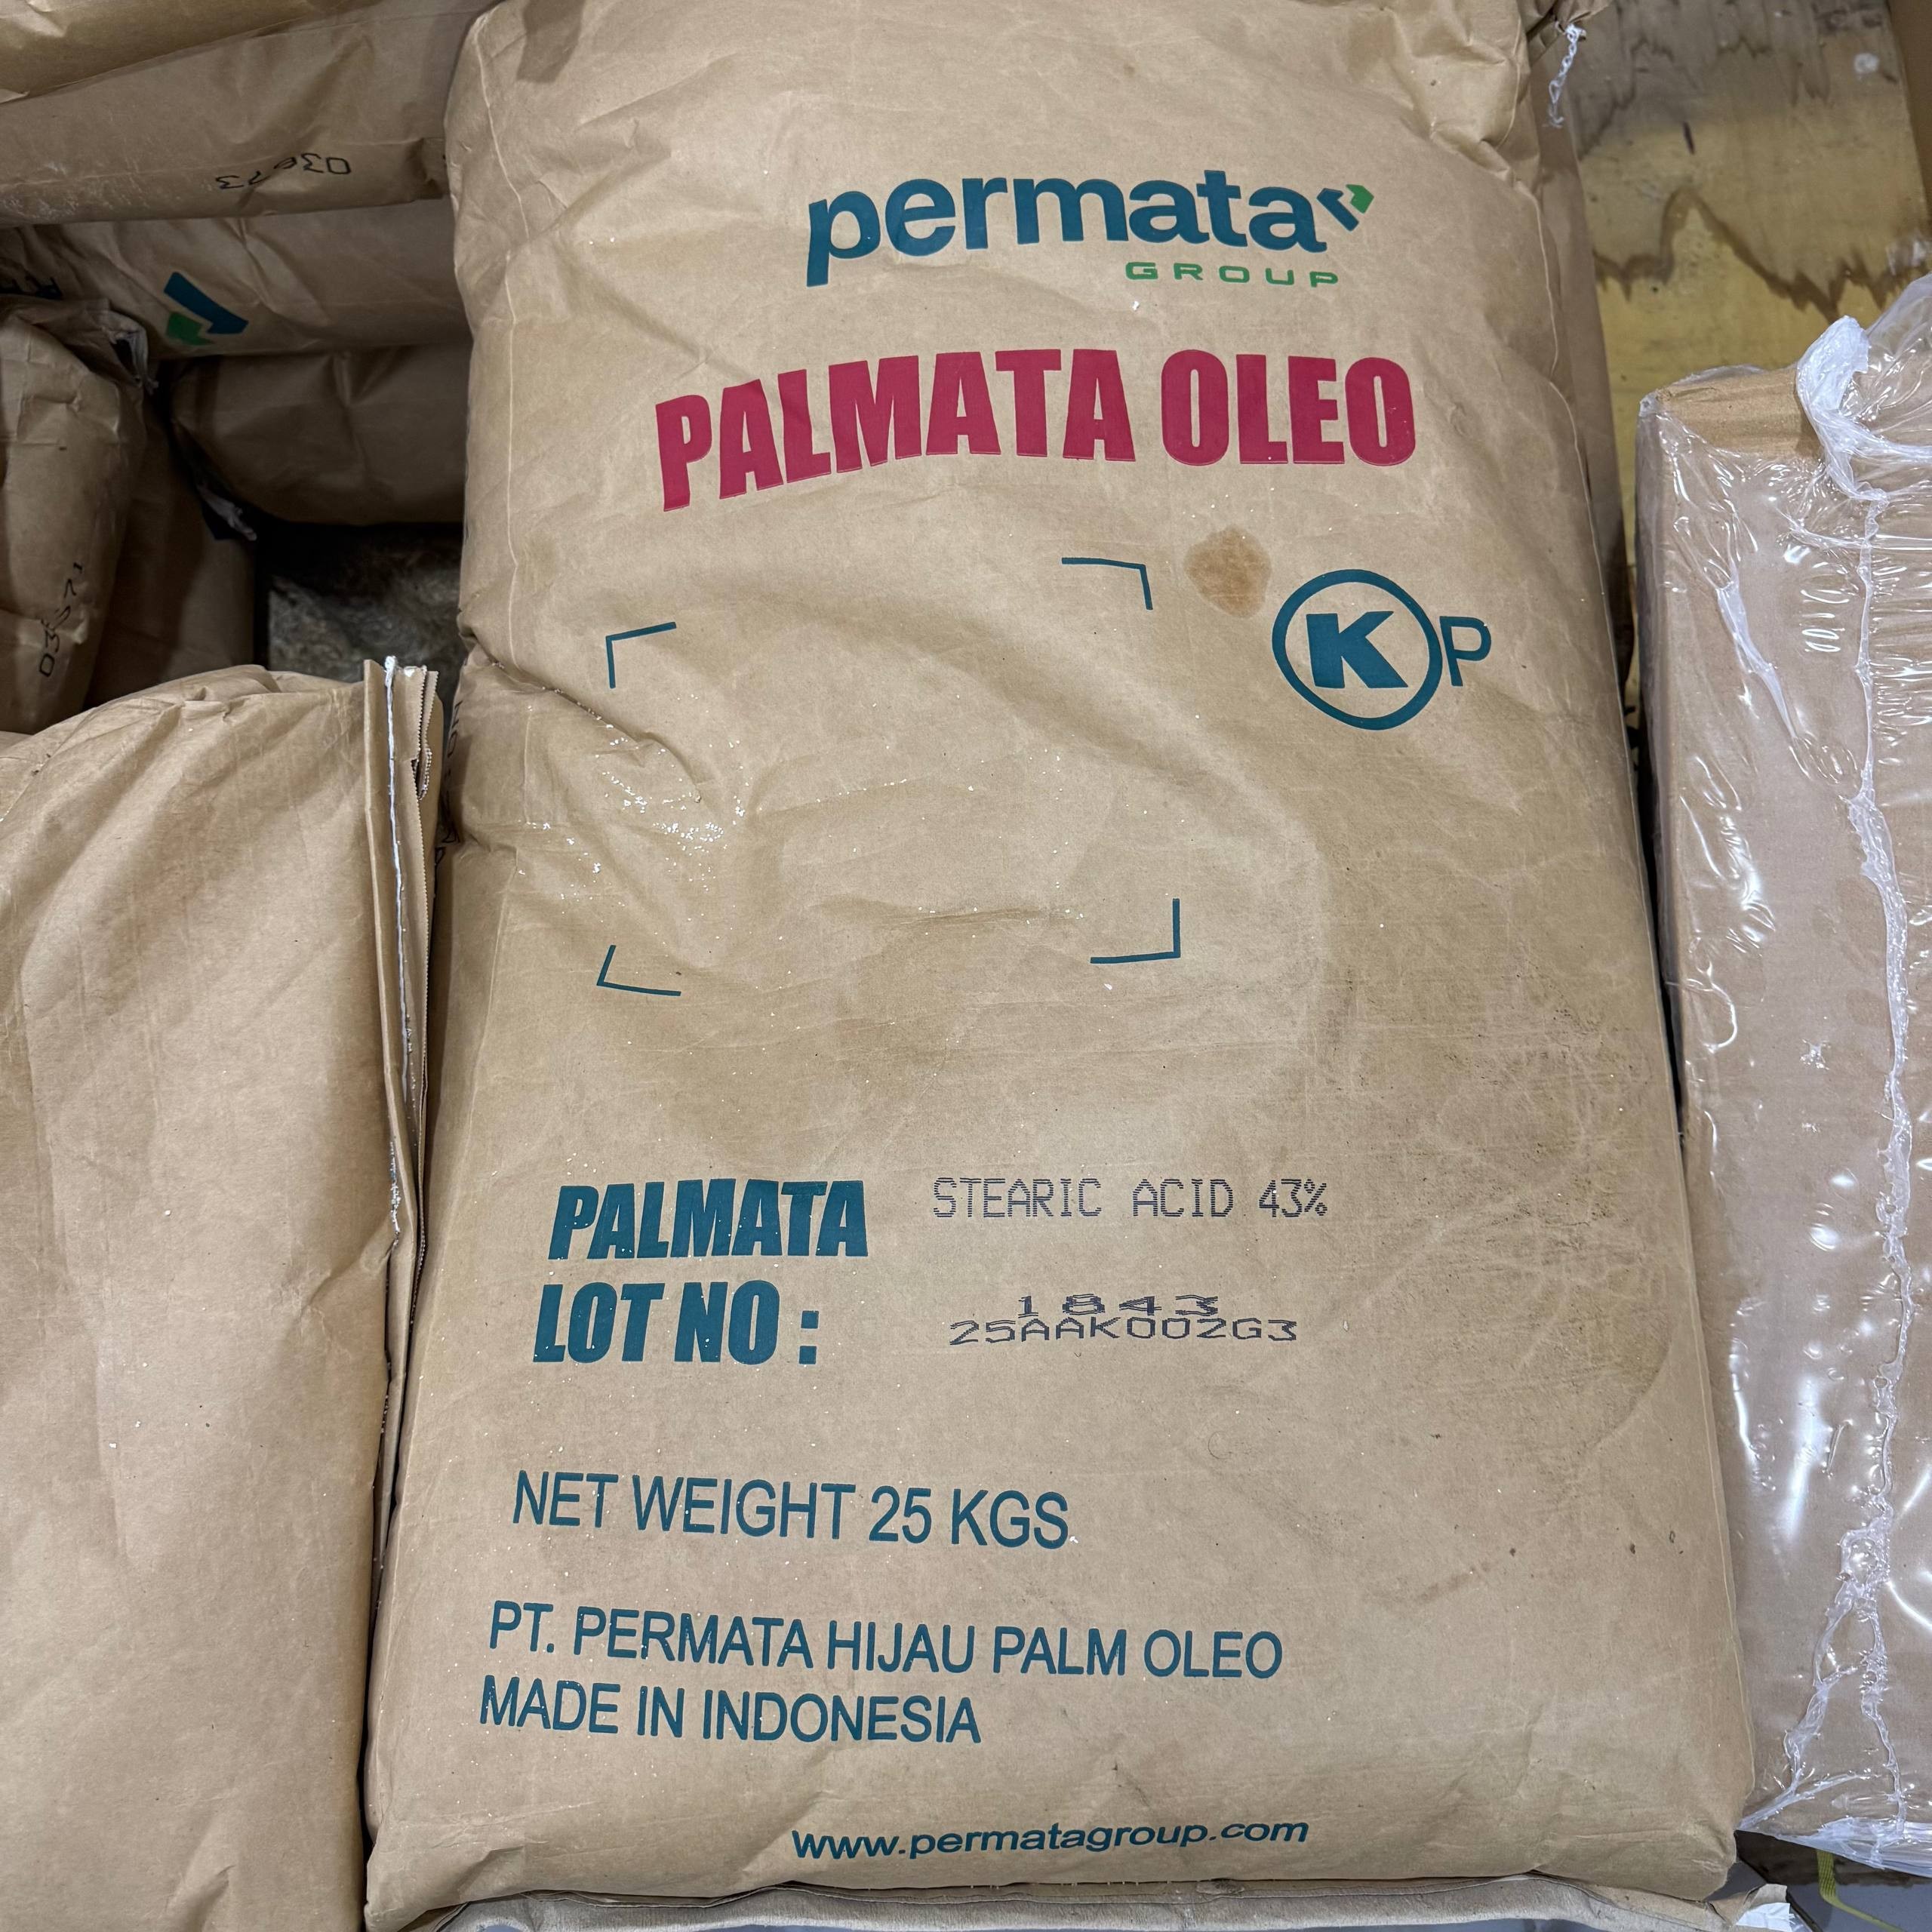 permata
GROUP
PALMATA OLEO
K P
PALMATA STEARIC ACID 43%
LOT NO : 1843
25AAK002G3
NET WEIGHT 25 KGS
PT. PERMATA HIJAU PALM OLEO
MADE IN INDONESIA
www.permatagroup.com